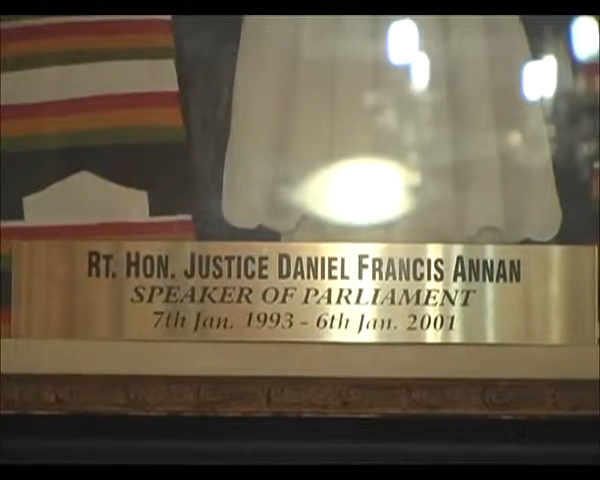 RT. HON. JUSTICE DANIEL FRANCIS ANNAN
SPEAKER OF PARLIAMENT
7th Jan. 1993 - 6th Jan. 2001